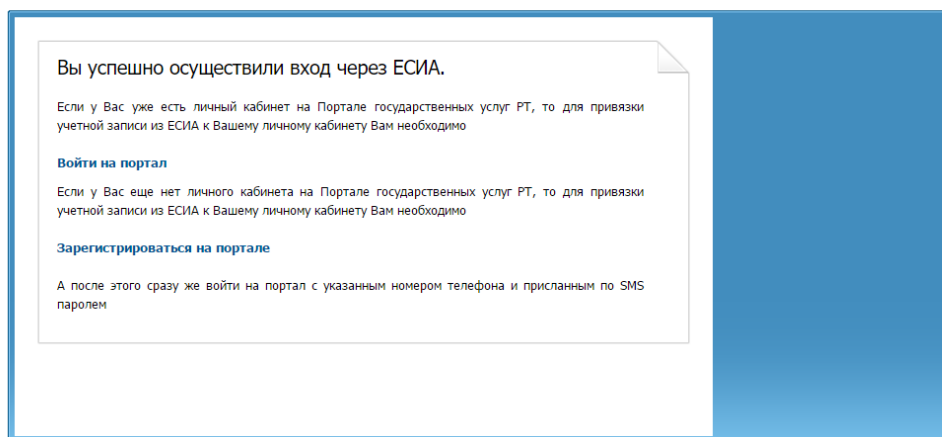 Вы успешно осуществили вход через ЕСИА.
Если у Вас уже есть личный кабинет на Портале государственных услуг РТ, то для привязки
учетной записи из ЕСИА к Вашему личному кабинету Вам необходимо
Войти на портал
Если у Вас еще нет личного кабинета на Портале государственных услуг РТ, то для привязки
учетной записи из ЕСИА к Вашему личному кабинету Вам необходимо
Зарегистрироваться на портале
А после этого сразу же войти на портал с указанным номером телефона и присланным по SMS
паролем